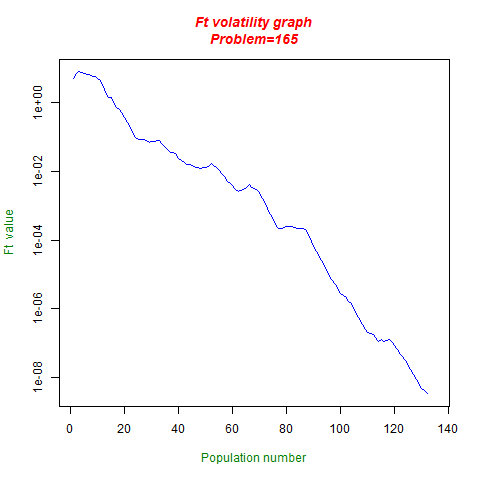 Ft volatility graph
Problem=165
1e+00
1e-02
1e-04
1e-06
1e-08
Ft value
0 20 40 60 80 100 120 140
Population number